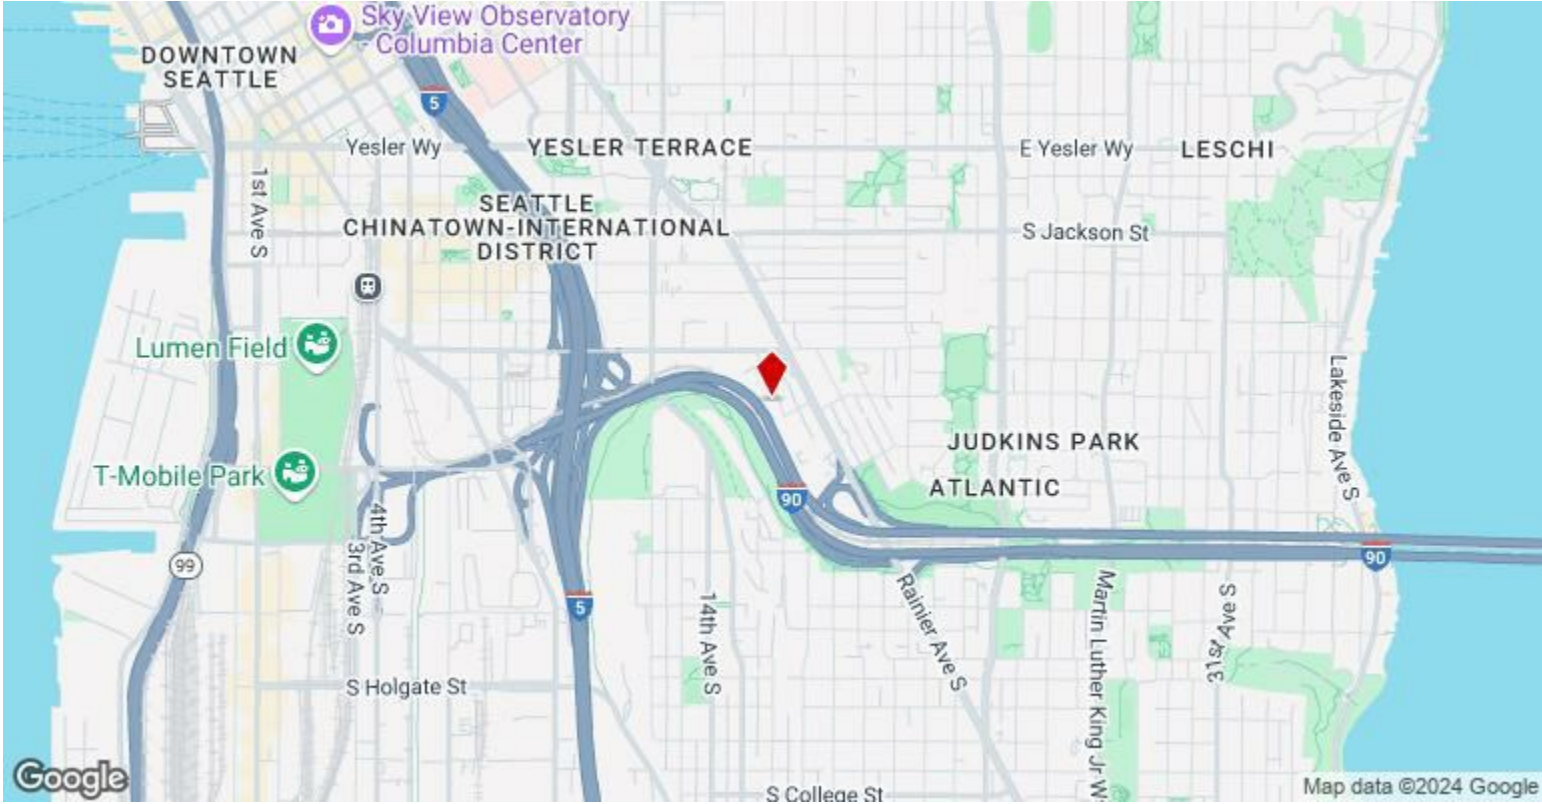 Sky View Observatory
- Columbia Center
DOWNTOWN
SEATTLE
5
Yesler Wy
YESLER TERRACE
E Yesler Wy
LESCHI
1st Ave S
SEATTLE
CHINATOWN-INTERNATIONAL
DISTRICT
S Jackson St
Lumen Field
Lakeside Ave S
JUDKINS PARK
T-Mobile Park
ATLANTIC
90
4th Ave S
3rd Ave S
99
90
5
14th Ave S
Rainier Ave S
Martin Luther King Jr W
31st Ave S
S Holgate St
Google
S College St
Map data ©2024 Google